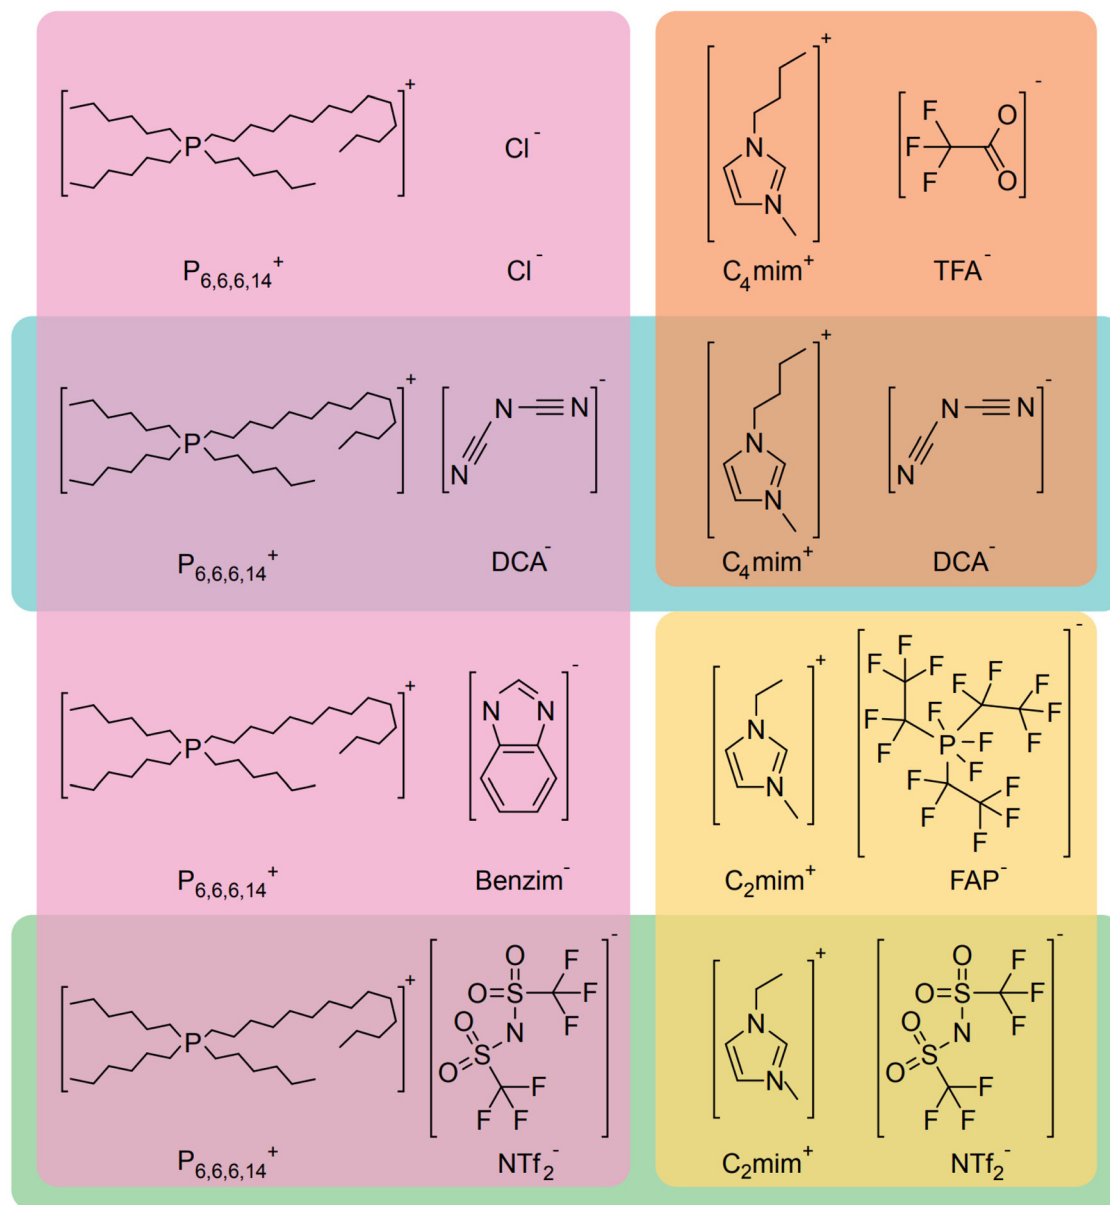 P +
Cl⁻
N N +
F F F O O -
P₆,₆,₆,₁₄⁺ Cl⁻ C₄mim⁺ TFA⁻
P +
N N N -
N N +
N N N -
P₆,₆,₆,₁₄⁺ DCA⁻ C₄mim⁺ DCA⁻
P +
N N -
N N +
F F F F F F F F F F P F F F F F F F F -
P₆,₆,₆,₁₄⁺ Benzim⁻ C₂mim⁺ FAP⁻
P +
O O S F F F N O O S F F F -
N N +
O O S F F F N O O S F F F -
P₆,₆,₆,₁₄⁺ NTf₂⁻ C₂mim⁺ NTf₂⁻